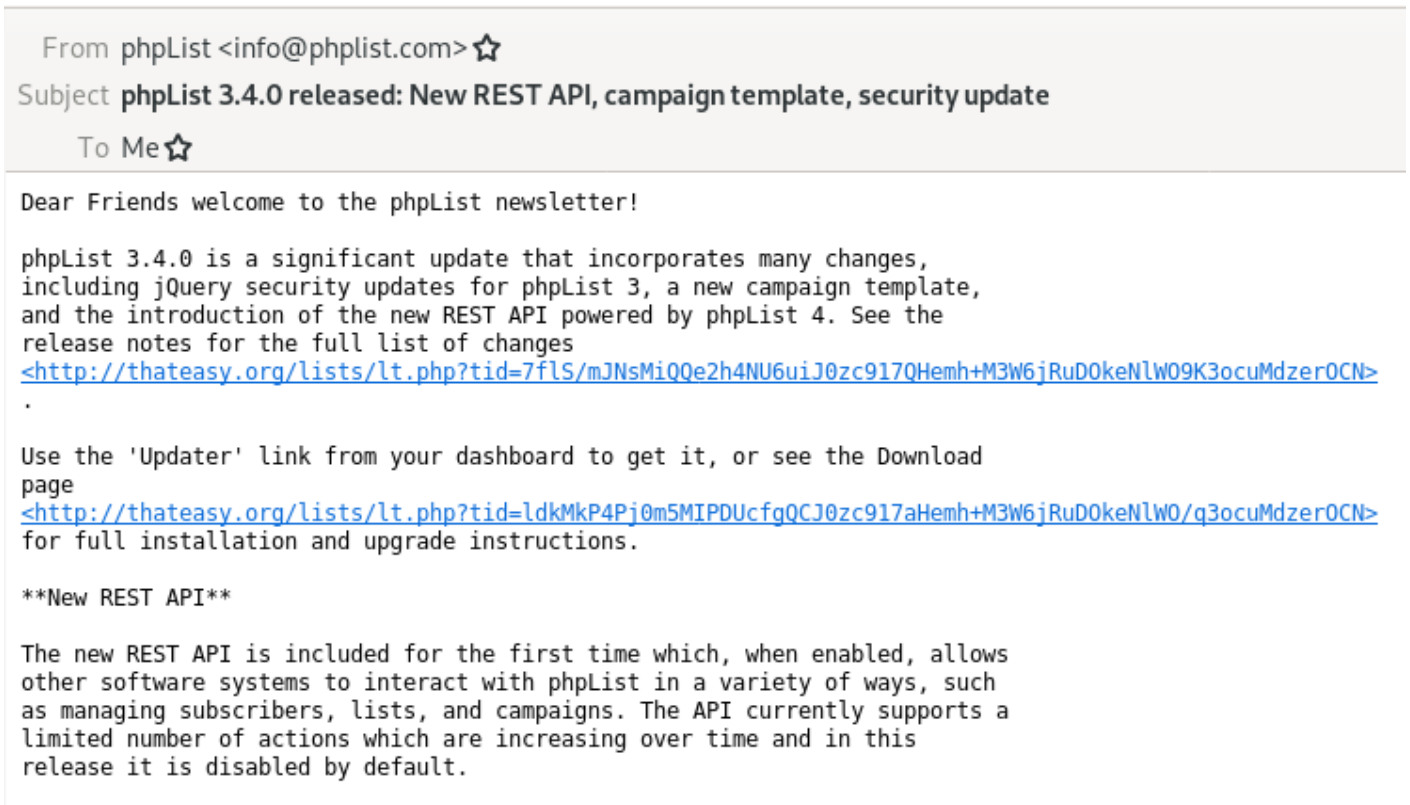 From phpList <info@phplist.com>
Subject phpList 3.4.0 released: New REST API, campaign template, security update
To Me
Dear Friends welcome to the phpList newsletter!
phpList 3.4.0 is a significant update that incorporates many changes,
including jQuery security updates for phpList 3, a new campaign template,
and the introduction of the new REST API powered by phpList 4. See the
release notes for the full list of changes
<http://thateasy.org/lists/lt.php?tid=7flS/mJNsMiQQe2h4NU6uiJ0zc917QHemh+M3W6jRuDOkeNlWO9K3ocuMdzerOCN>
.
Use the 'Updater' link from your dashboard to get it, or see the Download
page
<http://thateasy.org/lists/lt.php?tid=ldkMkP4Pj0m5MIPDUcfgQCJ0zc917aHemh+M3W6jRuDOkeNlWO/q3ocuMdzerOCN>
for full installation and upgrade instructions.
**New REST API**
The new REST API is included for the first time which, when enabled, allows
other software systems to interact with phpList in a variety of ways, such
as managing subscribers, lists, and campaigns. The API currently supports a
limited number of actions which are increasing over time and in this
release it is disabled by default.